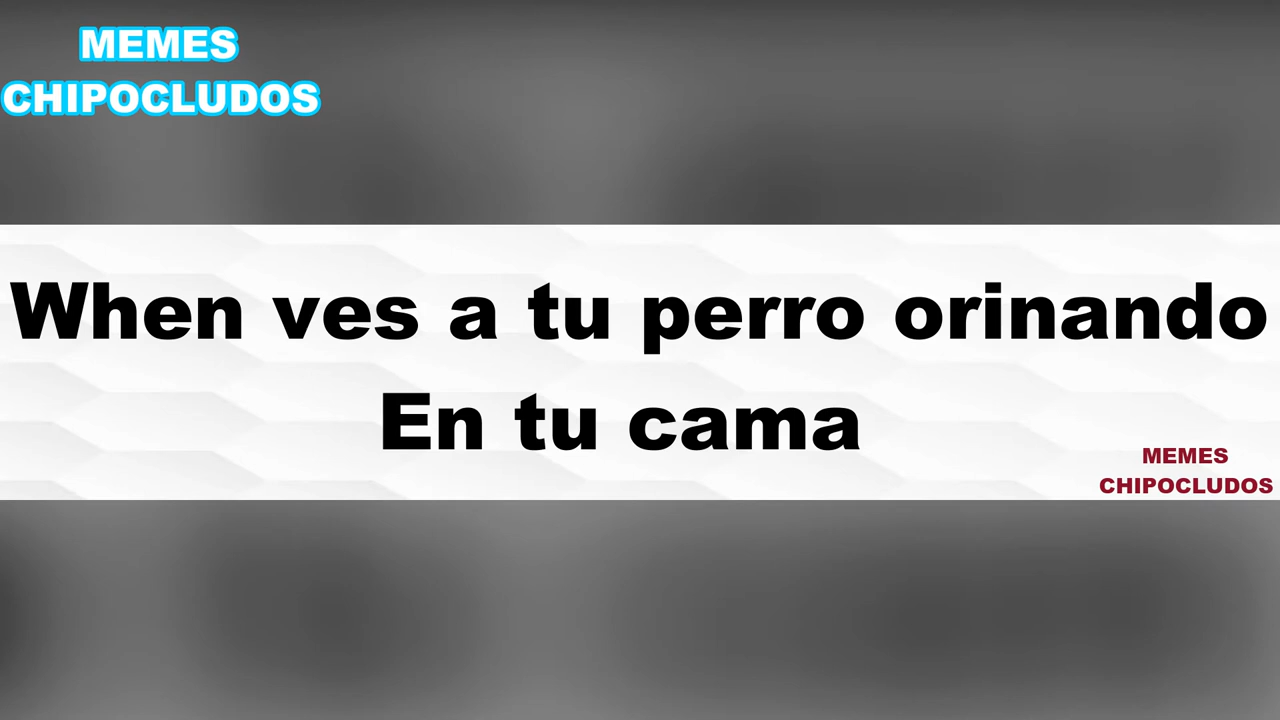 MEMES
CHIPOCLUDOS
When ves a tu perro orinando
En tu cama
MEMES
CHIPOCLUDOS